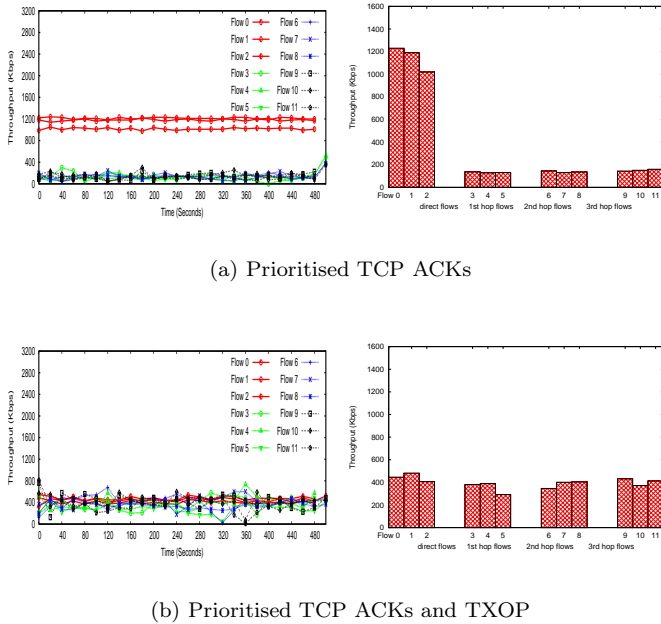 Throughput (Kbps)
3200
2800
2400
2000
1600
1200
800
400
0
0 40 80 120 160 200 240 280 320 360 400 440 480
Time (Seconds)
Flow 0
Flow 1
Flow 2
Flow 3
Flow 4
Flow 5
Flow 6
Flow 7
Flow 8
Flow 9
Flow 10
Flow 11
Throughput (Kbps)
1600
1400
1200
1000
800
600
400
200
0
Flow 0 1 2 3 4 5 6 7 8 9 10 11
direct flows 1st hop flows 2nd hop flows 3rd hop flows
(a) Prioritised TCP ACKs
Throughput (Kbps)
3200
2800
2400
2000
1600
1200
800
400
0
0 40 80 120 160 200 240 280 320 360 400 440 480
Time (Seconds)
Flow 0
Flow 1
Flow 2
Flow 3
Flow 4
Flow 5
Flow 6
Flow 7
Flow 8
Flow 9
Flow 10
Flow 11
Throughput (Kbps)
1600
1400
1200
1000
800
600
400
200
0
Flow 0 1 2 3 4 5 6 7 8 9 10 11
direct flows 1st hop flows 2nd hop flows 3rd hop flows
(b) Prioritised TCP ACKs and TXOP